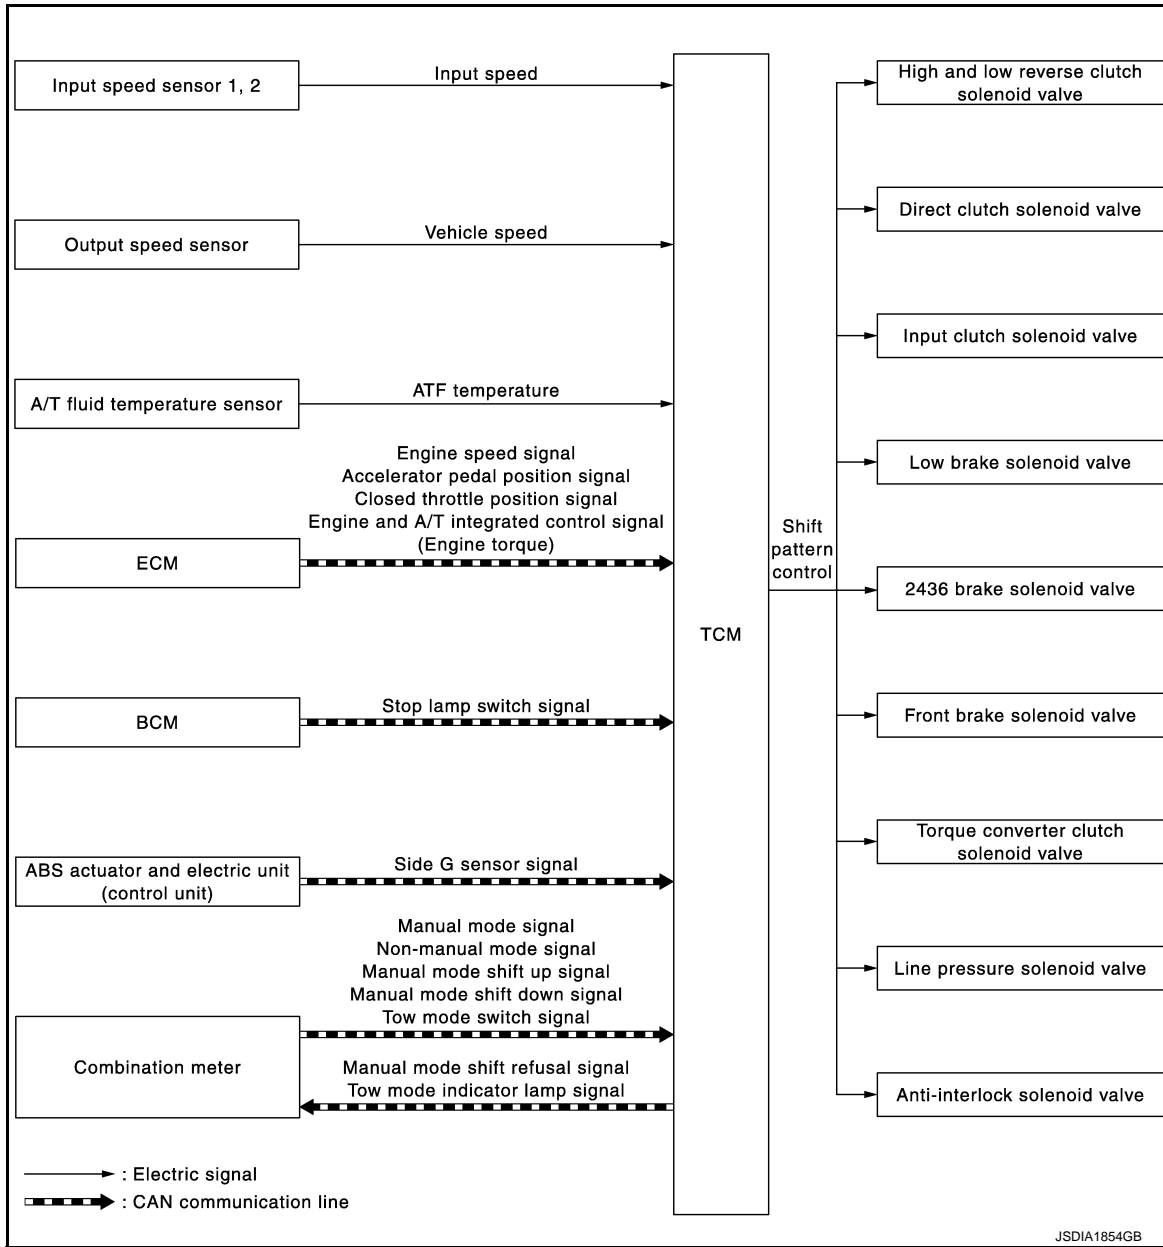 Input speed sensor 1, 2
Input speed
High and low reverse clutch
solenoid valve
Direct clutch solenoid valve
Output speed sensor
Vehicle speed
Input clutch solenoid valve
A/T fluid temperature sensor
ATF temperature
Engine speed signal
Accelerator pedal position signal
Closed throttle position signal
Engine and A/T integrated control signal
(Engine torque)
ECM
Low brake solenoid valve
Shift
pattern
control
2436 brake solenoid valve
TCM
BCM
Stop lamp switch signal
Front brake solenoid valve
Torque converter clutch
solenoid valve
ABS actuator and electric unit
(control unit)
Side G sensor signal
Manual mode signal
Non-manual mode signal
Manual mode shift up signal
Manual mode shift down signal
Tow mode switch signal
Line pressure solenoid valve
Combination meter
Manual mode shift refusal signal
Tow mode indicator lamp signal
Anti-interlock solenoid valve
: Electric signal
: CAN communication line
JSDIA1854GB